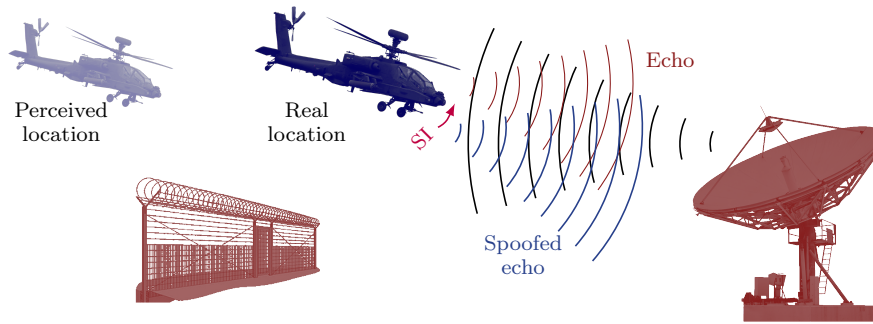 Echo
Perceived
location
Real
location
SI
Spoofed
echo